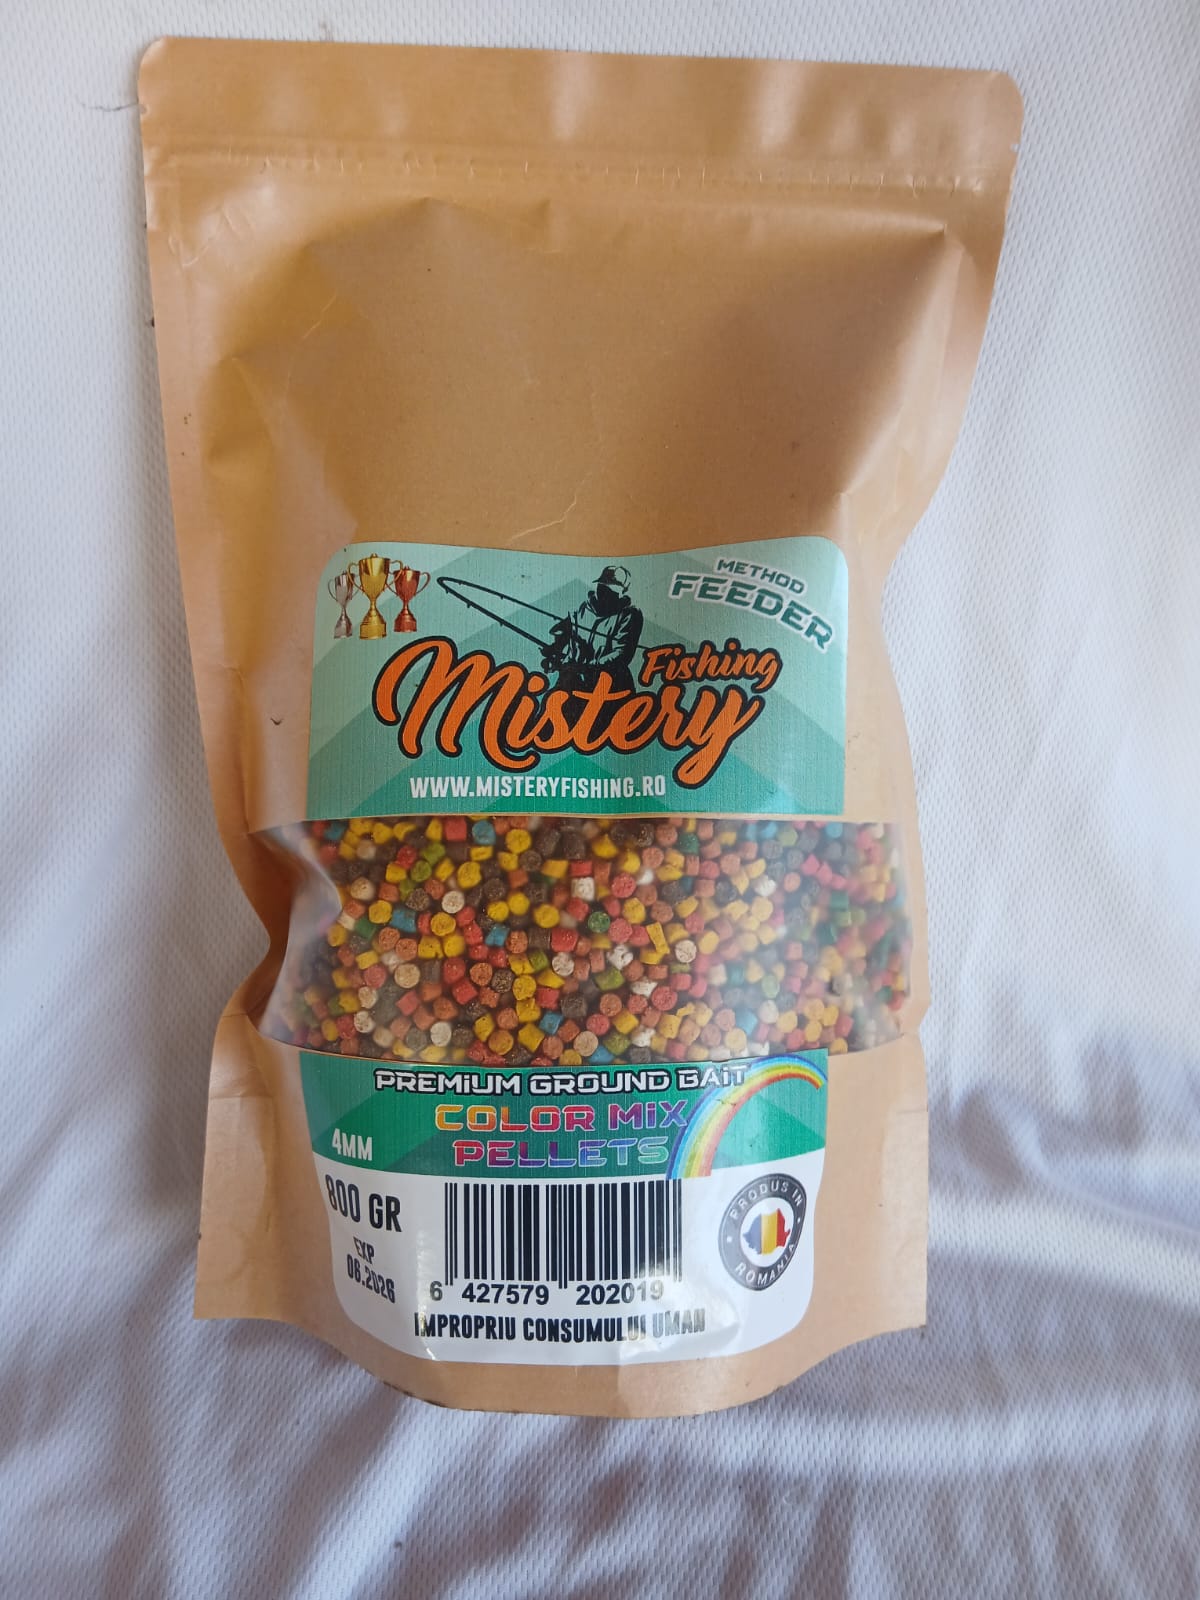 METHOD
FEEDER
Fishing
Mistery
WWW.MISTERYFISHING.RO
PREMIUM GROUND BAIT
COLOR MIX
PELLETS
4MM
800 GR
EXP
06.2026
6 427579 202019
PRODUS IN
ROMANIA
IMPROPRIU CONSUMULUI UMAN